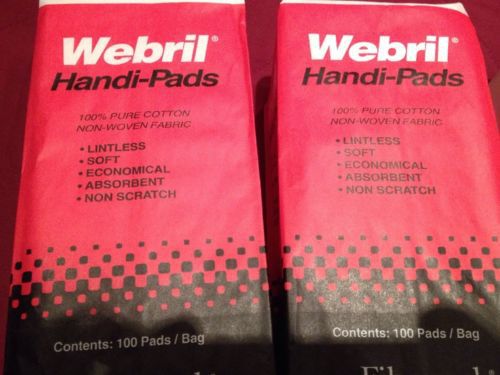 Webril®
Handi-Pads
100% PURE COTTON
NON-WOVEN FABRIC
• LINTLESS
• SOFT
• ECONOMICAL
• ABSORBENT
• NON SCRATCH
Contents: 100 Pads / Bag
Webril®
Handi-Pads
100% PURE COTTON
NON-WOVEN FABRIC
• LINTLESS
• SOFT
• ECONOMICAL
• ABSORBENT
• NON SCRATCH
Contents: 100 Pads / Bag